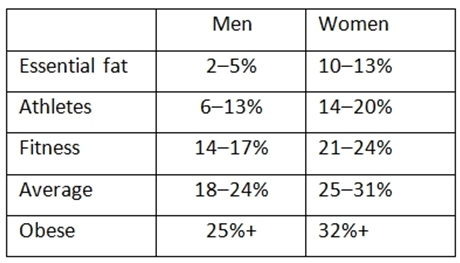 Men Women
Essential fat 2–5% 10–13%
Athletes 6–13% 14–20%
Fitness 14–17% 21–24%
Average 18–24% 25–31%
Obese 25%+ 32%+